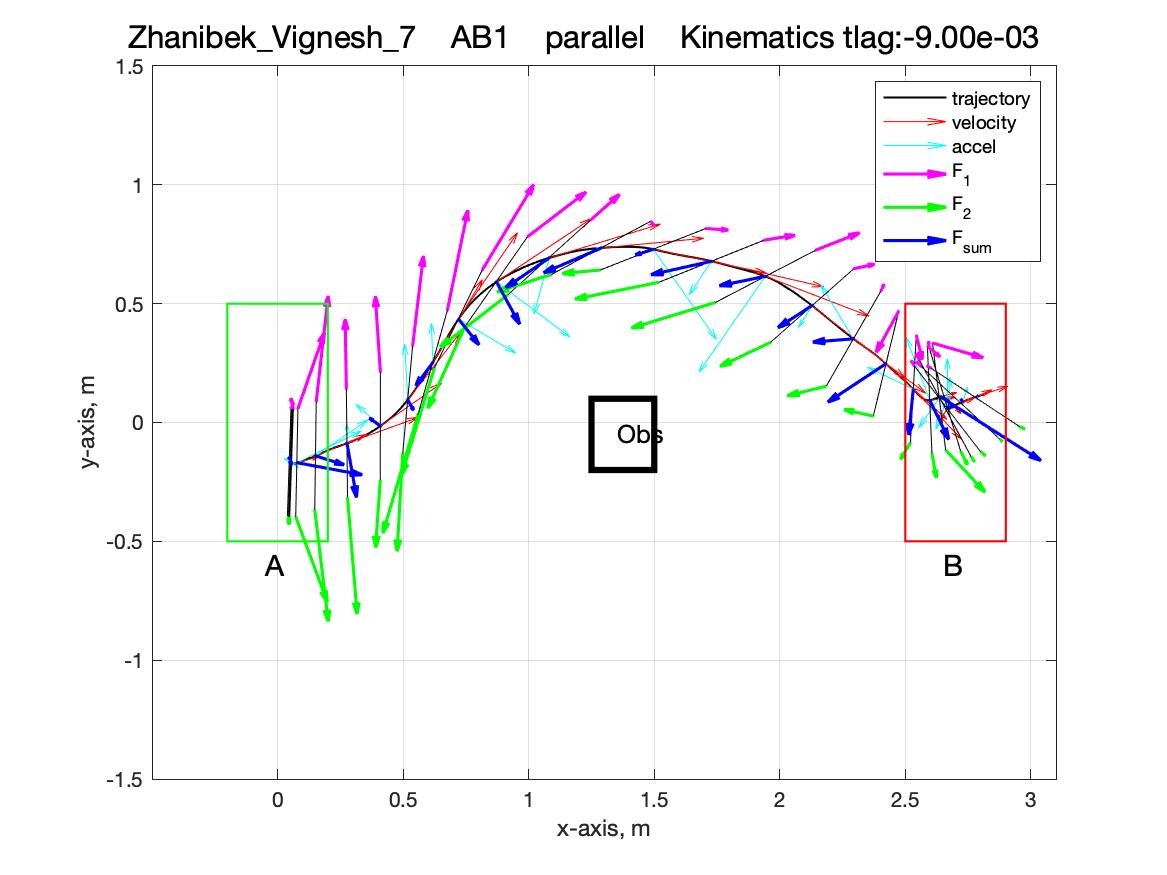 Zhanibek_Vignesh_7 AB1 parallel Kinematics tlag:-9.00e-03
1.5
1
0.5
0
-0.5
-1
-1.5
y-axis, m
trajectory
velocity
accel
F1
F2
Fsum
Obs
A
B
0 0.5 1 1.5 2 2.5 3
x-axis, m